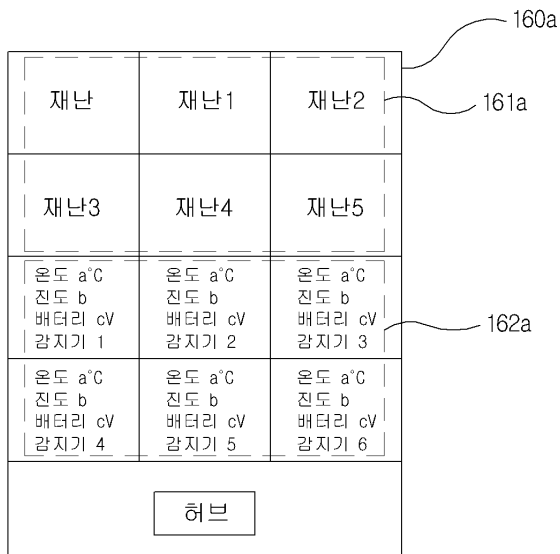 160a
재난 재난1 재난2
161a
재난3 재난4 재난5
온도 a°C 온도 a°C 온도 a°C
진도 b 진도 b 진도 b
배터리 cV 배터리 cV 배터리 cV
162a
감지기 1 감지기 2 감지기 3
온도 a°C 온도 a°C 온도 a°C
진도 b 진도 b 진도 b
배터리 cV 배터리 cV 배터리 cV
감지기 4 감지기 5 감지기 6
허브